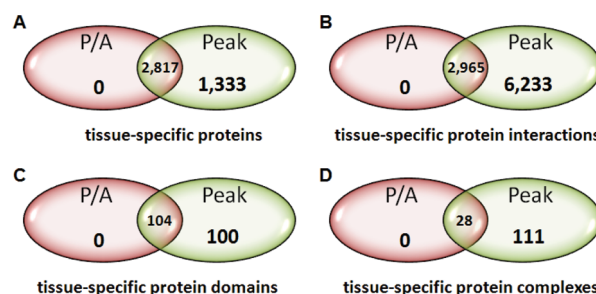 A
P/A Peak
2,817
0 1,333
tissue-specific proteins
B
P/A Peak
2,965
0 6,233
tissue-specific protein interactions
C
P/A Peak
104
0 100
tissue-specific protein domains
D
P/A Peak
28
0 111
tissue-specific protein complexes